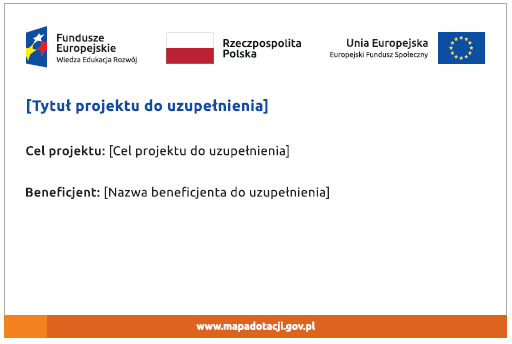 Fundusze
Europejskie
Wiedza Edukacja Rozwój
Rzeczpospolita
Polska
Unia Europejska
Europejski Fundusz Społeczny
[Tytuł projektu do uzupełnienia]
Cel projektu: [Cel projektu do uzupełnienia]
Beneficjent: [Nazwa beneficjenta do uzupełnienia]
www.mapadotacji.gov.pl